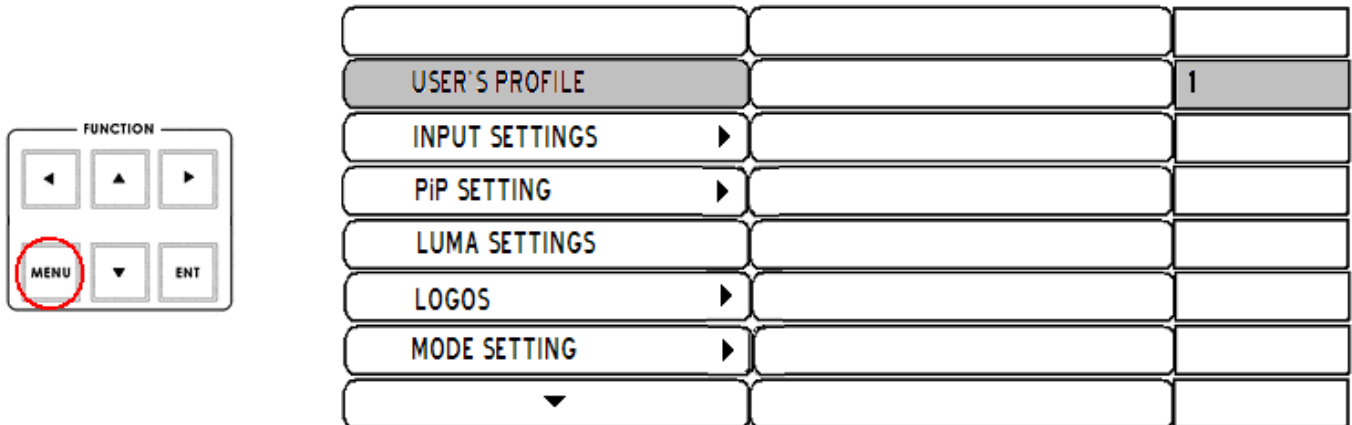 FUNCTION
MENU
ENT
USER'S PROFILE
1
INPUT SETTINGS
PiP SETTING
LUMA SETTINGS
LOGOS
MODE SETTING